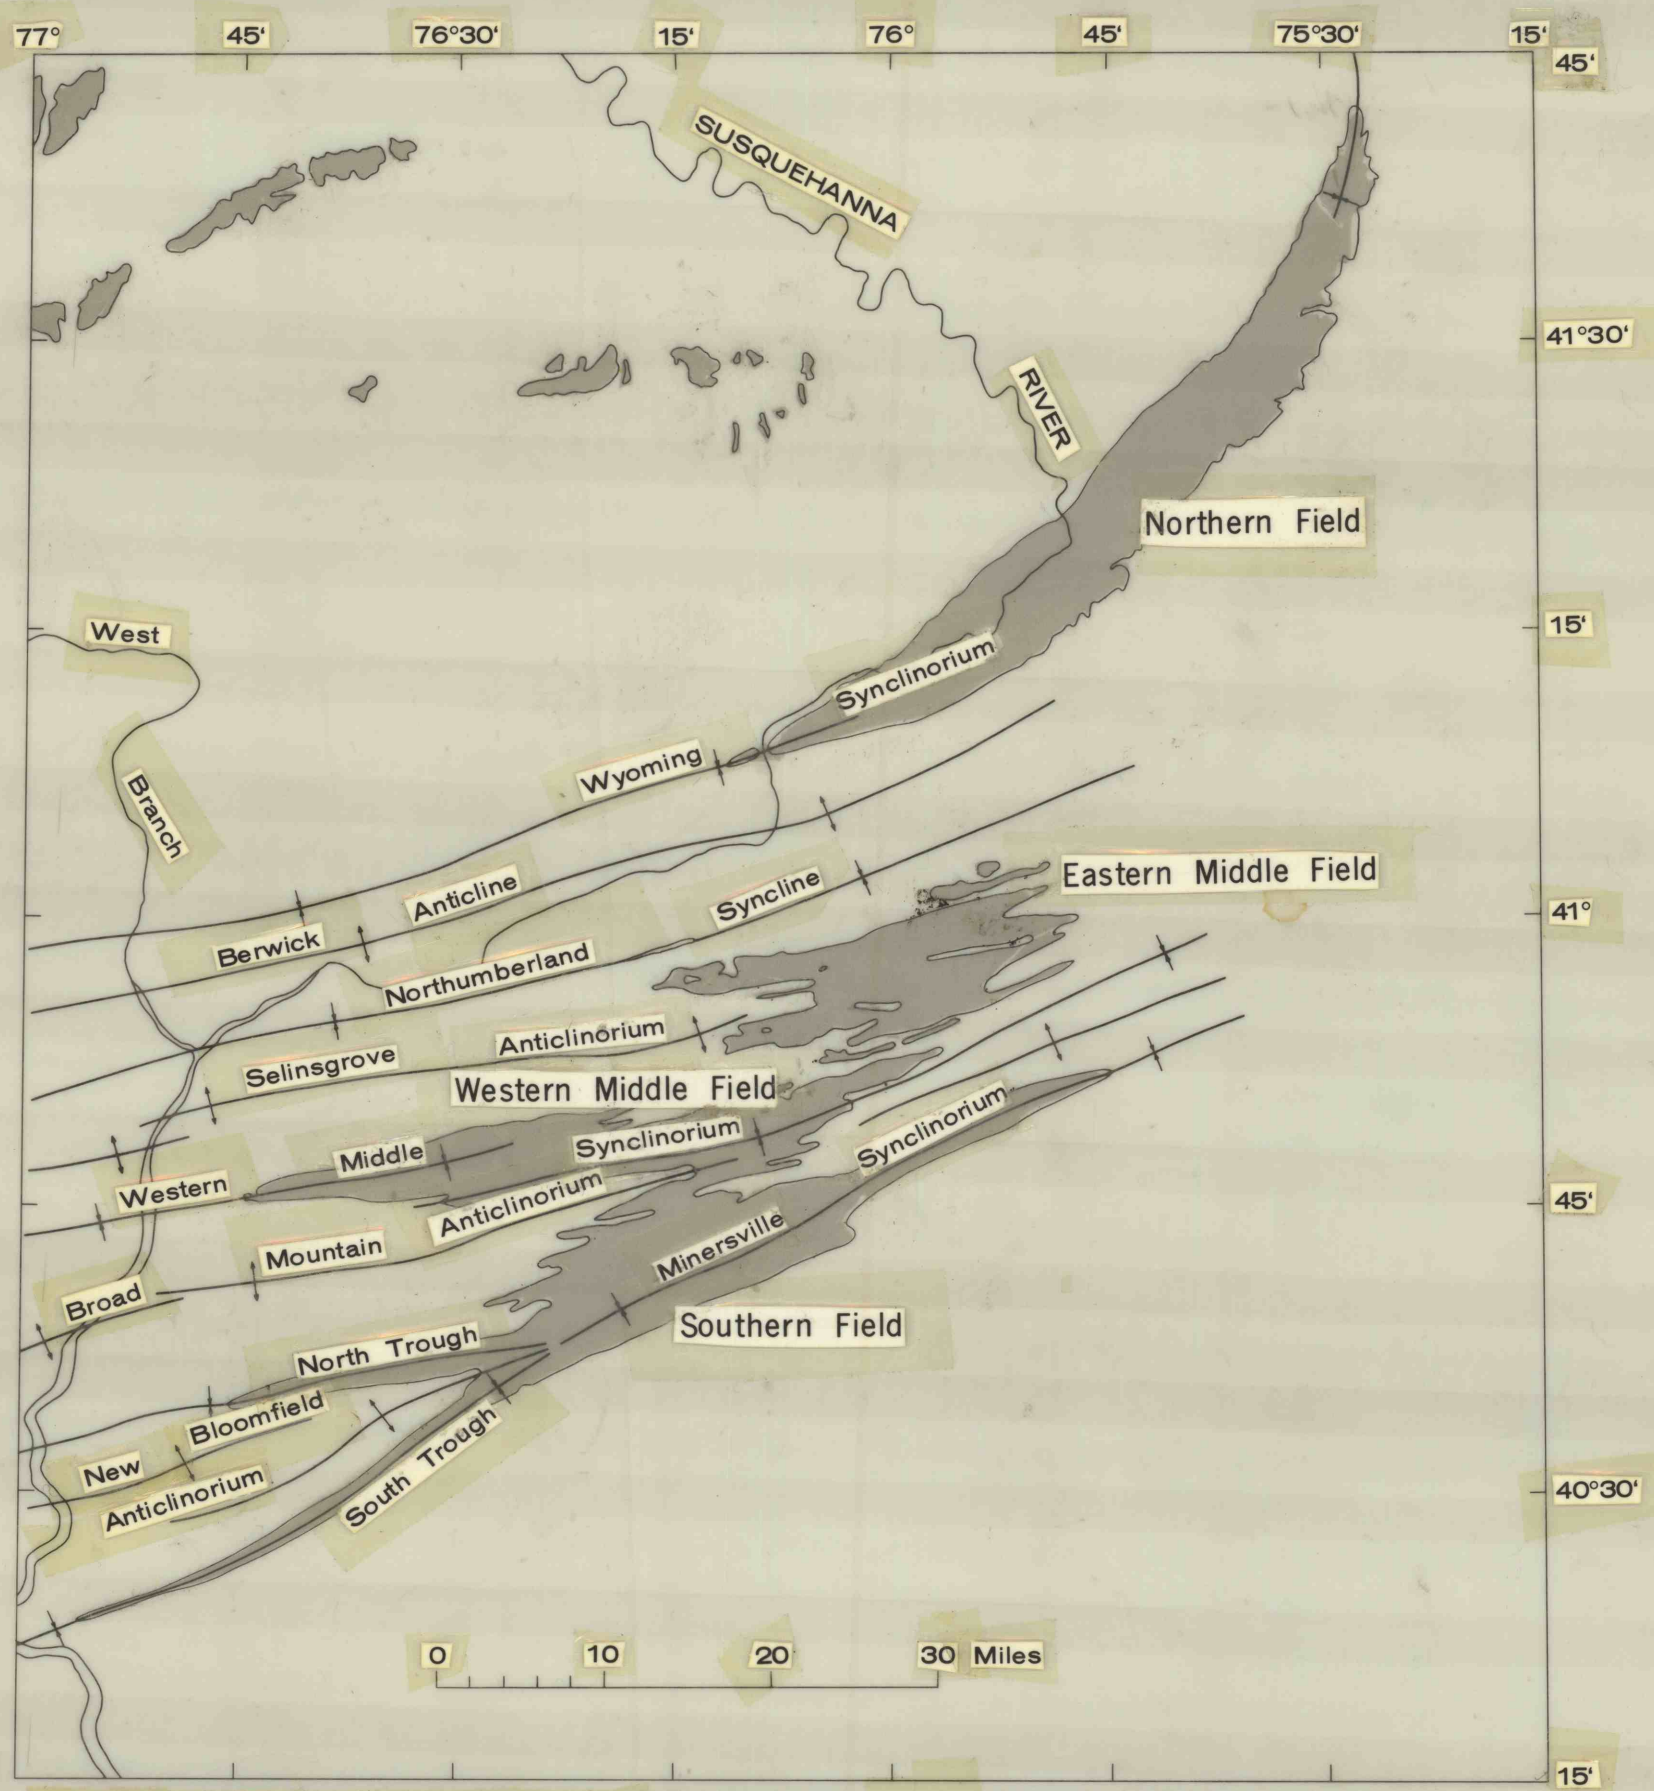 77° 45' 76°30' 15' 76° 45' 75°30' 15'
45'
SUSQUEHANNA
41°30'
RIVER
Northern Field
15'
West
Synclinorium
Wyoming
Branch
Eastern Middle Field
Anticline
Syncline
41°
Berwick
Northumberland
Anticlinorium
Selinsgrove
Western Middle Field
Synclinorium
Synclinorium
Middle
Western
45'
Anticlinorium
Mountain
Minersville
Broad
Southern Field
North Trough
Bloomfield
South Trough
New
Anticlinorium
40°30'
0 10 20 30 Miles
15'